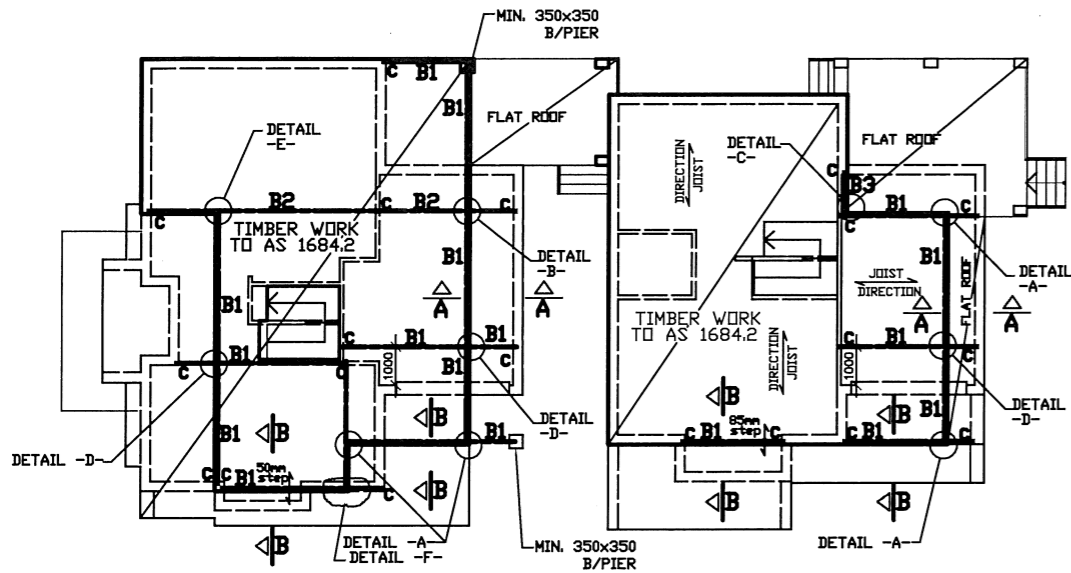 MIN. 350x350
B/PIER
C
B1
B1
FLAT ROOF
DETAIL
-E-
B2
B2
C
C
C
TIMBER WORK
TO AS 1684.2
DETAIL
-B-
B1
B1
A
A
C
B1
B1
C
B1
1000
B1
C
C
DETAIL
-D-
B
B
B1
B1
DETAIL -D-
C
C
B1
50mm
step
C
B
B
DETAIL -A-
DETAIL -F-
MIN. 350x350
B/PIER
FLAT ROOF
DETAIL
-C-
C
B3
C
B1
C
DIRECTION
JOIST
DETAIL
-A-
JOIST
DIRECTION
B1
FLAT ROOF
A
A
TIMBER WORK
TO AS 1684.2
C
B1
C
1000
DIRECTION
JOIST
DETAIL
-D-
B
B
B1
C
B1
85mm
step
C
C
B1
C
B
B
DETAIL -A-